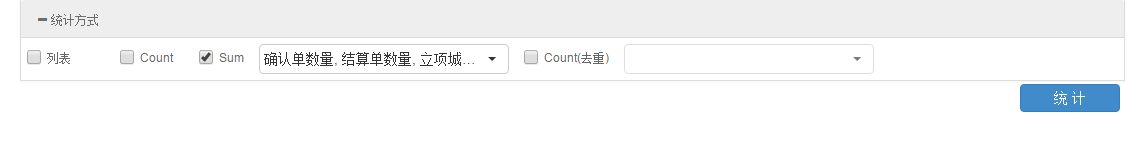 统计方式
列表 Count Sum 确认单数量, 结算单数量, 立项城... Count(去重)
统 计